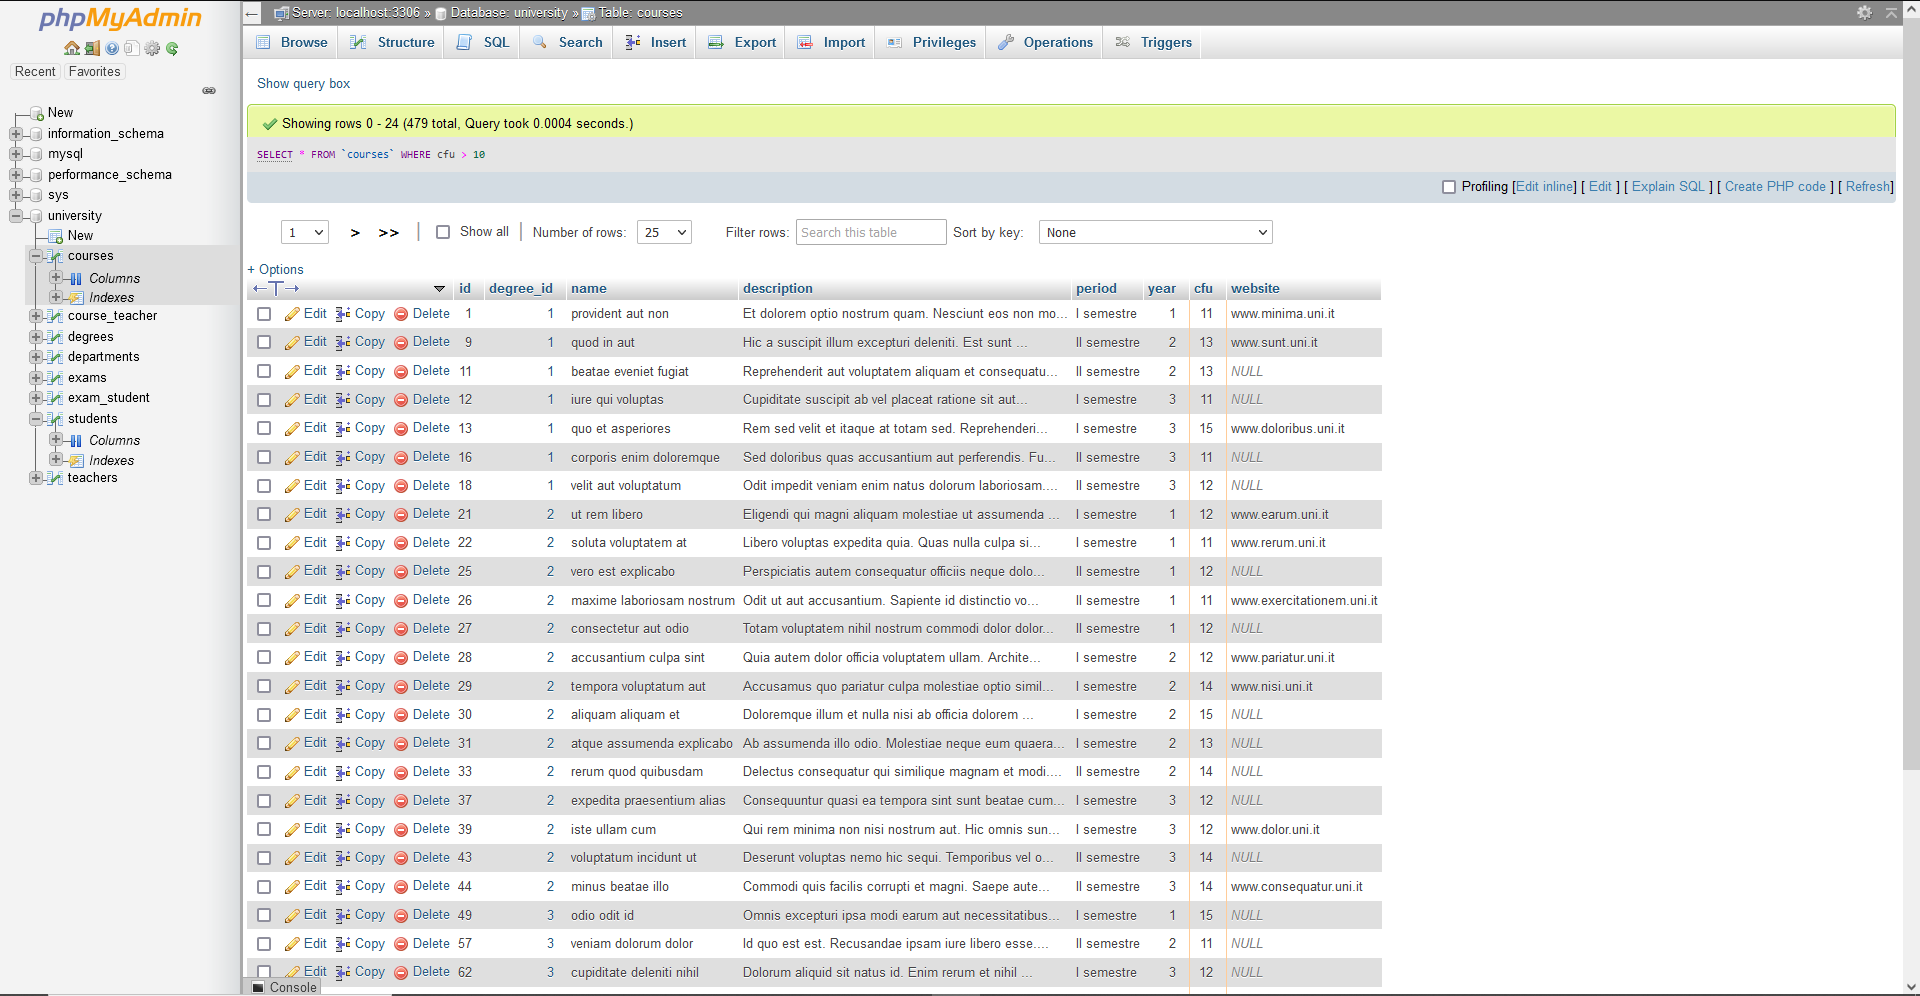 phpMyAdmin
Recent Favorites
New
information_schema
mysql
performance_schema
sys
university
New
courses
Columns
Indexes
course_teacher
degrees
departments
exams
exam_student
students
Columns
Indexes
teachers
Server: localhost:3306 » Database: university » Table: courses
Browse Structure SQL Search Insert Export Import Privileges Operations Triggers
Show query box
Showing rows 0 - 24 (479 total, Query took 0.0004 seconds.)
SELECT * FROM `courses` WHERE cfu > 10
Profiling [Edit inline] [ Edit ] [ Explain SQL ] [ Create PHP code ] [ Refresh]
1 > >> Show all Number of rows: 25 Filter rows: Search this table Sort by key: None
+ Options
←T→ id degree_id name description period year cfu website
Edit Copy Delete 1 1 provident aut non Et dolorem optio nostrum quam. Nesciunt eos non mo... I semestre 1 11 www.minima.uni.it
Edit Copy Delete 9 1 quod in aut Hic a suscipit illum excepturi deleniti. Est sunt ... II semestre 2 13 www.sunt.uni.it
Edit Copy Delete 11 1 beatae eveniet fugiat Reprehenderit aut voluptatem aliquam et consequatu... II semestre 2 13 NULL
Edit Copy Delete 12 1 iure qui voluptas Cupiditate suscipit ab vel placeat ratione sit aut... I semestre 3 11 NULL
Edit Copy Delete 13 1 quo et asperiores Rem sed velit et itaque at totam sed. Reprehenderi... I semestre 3 15 www.doloribus.uni.it
Edit Copy Delete 16 1 corporis enim doloremque Sed doloribus quas accusantium aut perferendis. Fu... II semestre 3 11 NULL
Edit Copy Delete 18 1 velit aut voluptatum Odit impedit veniam enim natus dolorum laboriosam.... II semestre 3 12 NULL
Edit Copy Delete 21 2 ut rem libero Eligendi qui magni aliquam molestiae ut assumenda ... I semestre 1 12 www.earum.uni.it
Edit Copy Delete 22 2 soluta voluptatem at Libero voluptas expedita quia. Quas nulla culpa si... I semestre 1 11 www.rerum.uni.it
Edit Copy Delete 25 2 vero est explicabo Perspiciatis autem consequatur officiis neque dolo... II semestre 1 12 NULL
Edit Copy Delete 26 2 maxime laboriosam nostrum Odit ut aut accusantium. Sapiente id distinctio vo... II semestre 1 11 www.exercitationem.uni.it
Edit Copy Delete 27 2 consectetur aut odio Totam voluptatem nihil nostrum commodi dolor dolor... II semestre 1 12 NULL
Edit Copy Delete 28 2 accusantium culpa sint Quia autem dolor officia voluptatem ullam. Archite... I semestre 2 12 www.pariatur.uni.it
Edit Copy Delete 29 2 tempora voluptatum aut Accusamus quo pariatur culpa molestiae optio simil... I semestre 2 14 www.nisi.uni.it
Edit Copy Delete 30 2 aliquam aliquam et Doloremque illum et nulla nisi ab officia dolorem ... I semestre 2 15 NULL
Edit Copy Delete 31 2 atque assumenda explicabo Ab assumenda illo odio. Molestiae neque eum quaera... I semestre 2 13 NULL
Edit Copy Delete 33 2 rerum quod quibusdam Delectus consequatur qui similique magnam et modi.... II semestre 2 14 NULL
Edit Copy Delete 37 2 expedita praesentium alias Consequuntur quasi ea tempora sint sunt beatae cum... I semestre 3 12 NULL
Edit Copy Delete 39 2 iste ullam cum Qui rem minima non nisi nostrum aut. Hic omnis sun... I semestre 3 12 www.dolor.uni.it
Edit Copy Delete 43 2 voluptatum incidunt ut Deserunt voluptas nemo hic sequi. Temporibus vel o... II semestre 3 14 NULL
Edit Copy Delete 44 2 minus beatae illo Commodi quis facilis corrupti et magni. Saepe aute... II semestre 3 14 www.consequatur.uni.it
Edit Copy Delete 49 3 odio odit id Omnis excepturi ipsa modi earum aut necessitatibus... I semestre 1 15 NULL
Edit Copy Delete 57 3 veniam dolorum dolor Id quo est est. Recusandae ipsam iure libero esse.... II semestre 2 11 NULL
Edit Copy Delete 62 3 cupiditate deleniti nihil Dolorum aliquid sit natus id. Enim rerum et nihil ... I semestre 3 12 NULL
Console